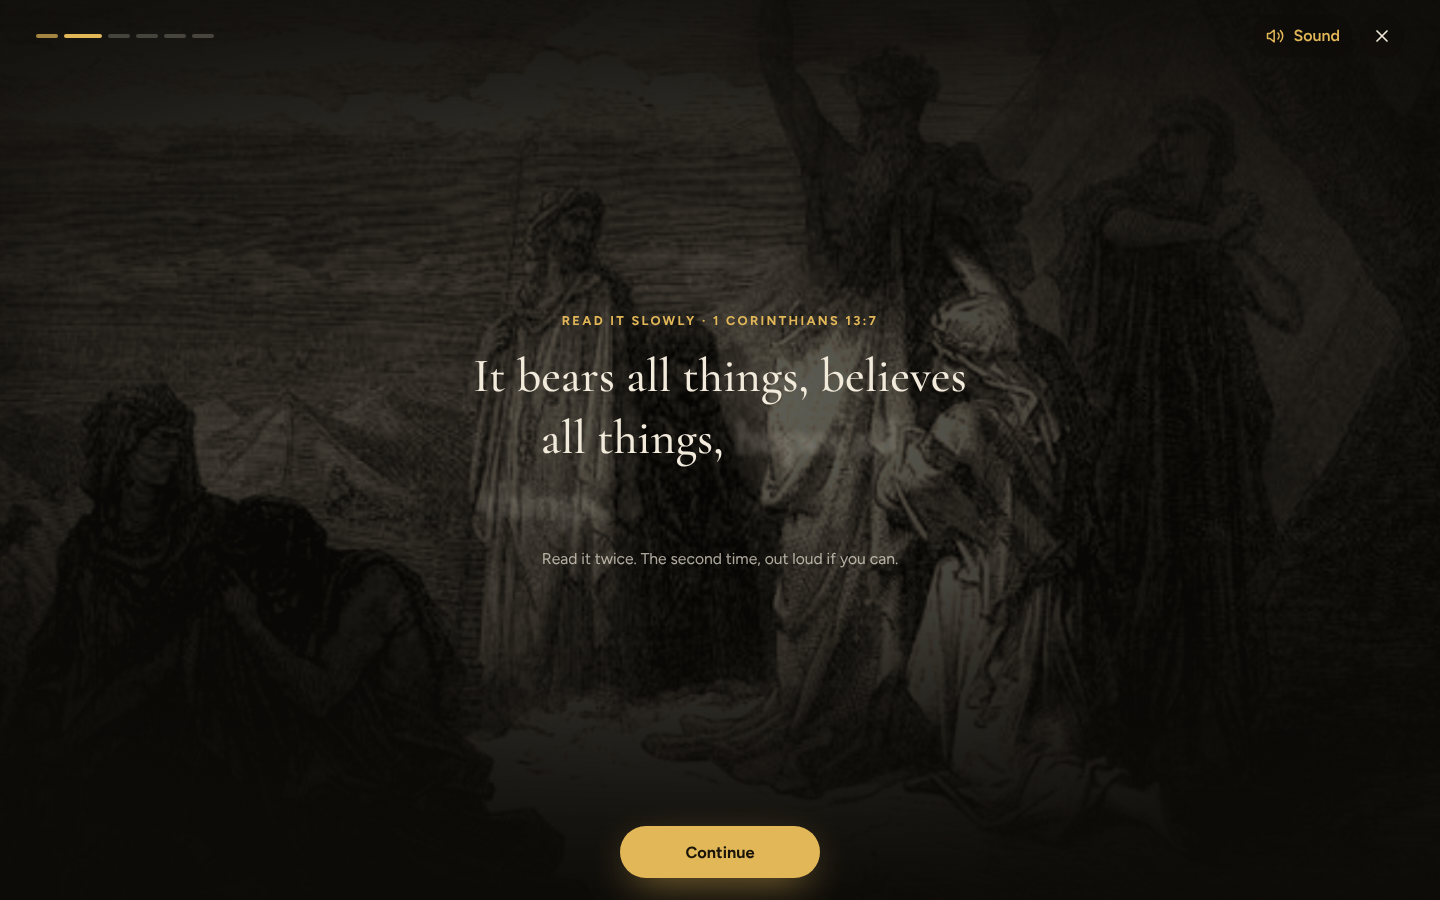 Sound
READ IT SLOWLY · 1 CORINTHIANS 13:7
It bears all things, believes
all things,
Read it twice. The second time, out loud if you can.
Continue